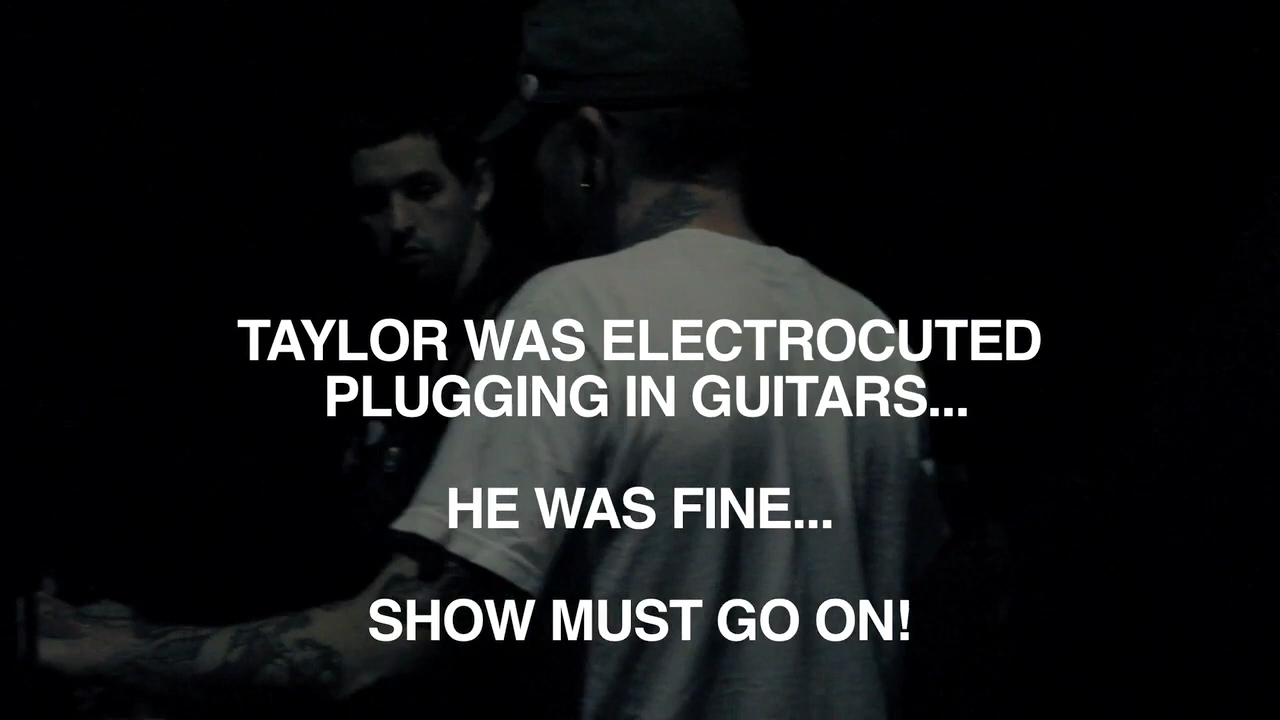 TAYLOR WAS ELECTROCUTED
PLUGGING IN GUITARS...
HE WAS FINE...
SHOW MUST GO ON!